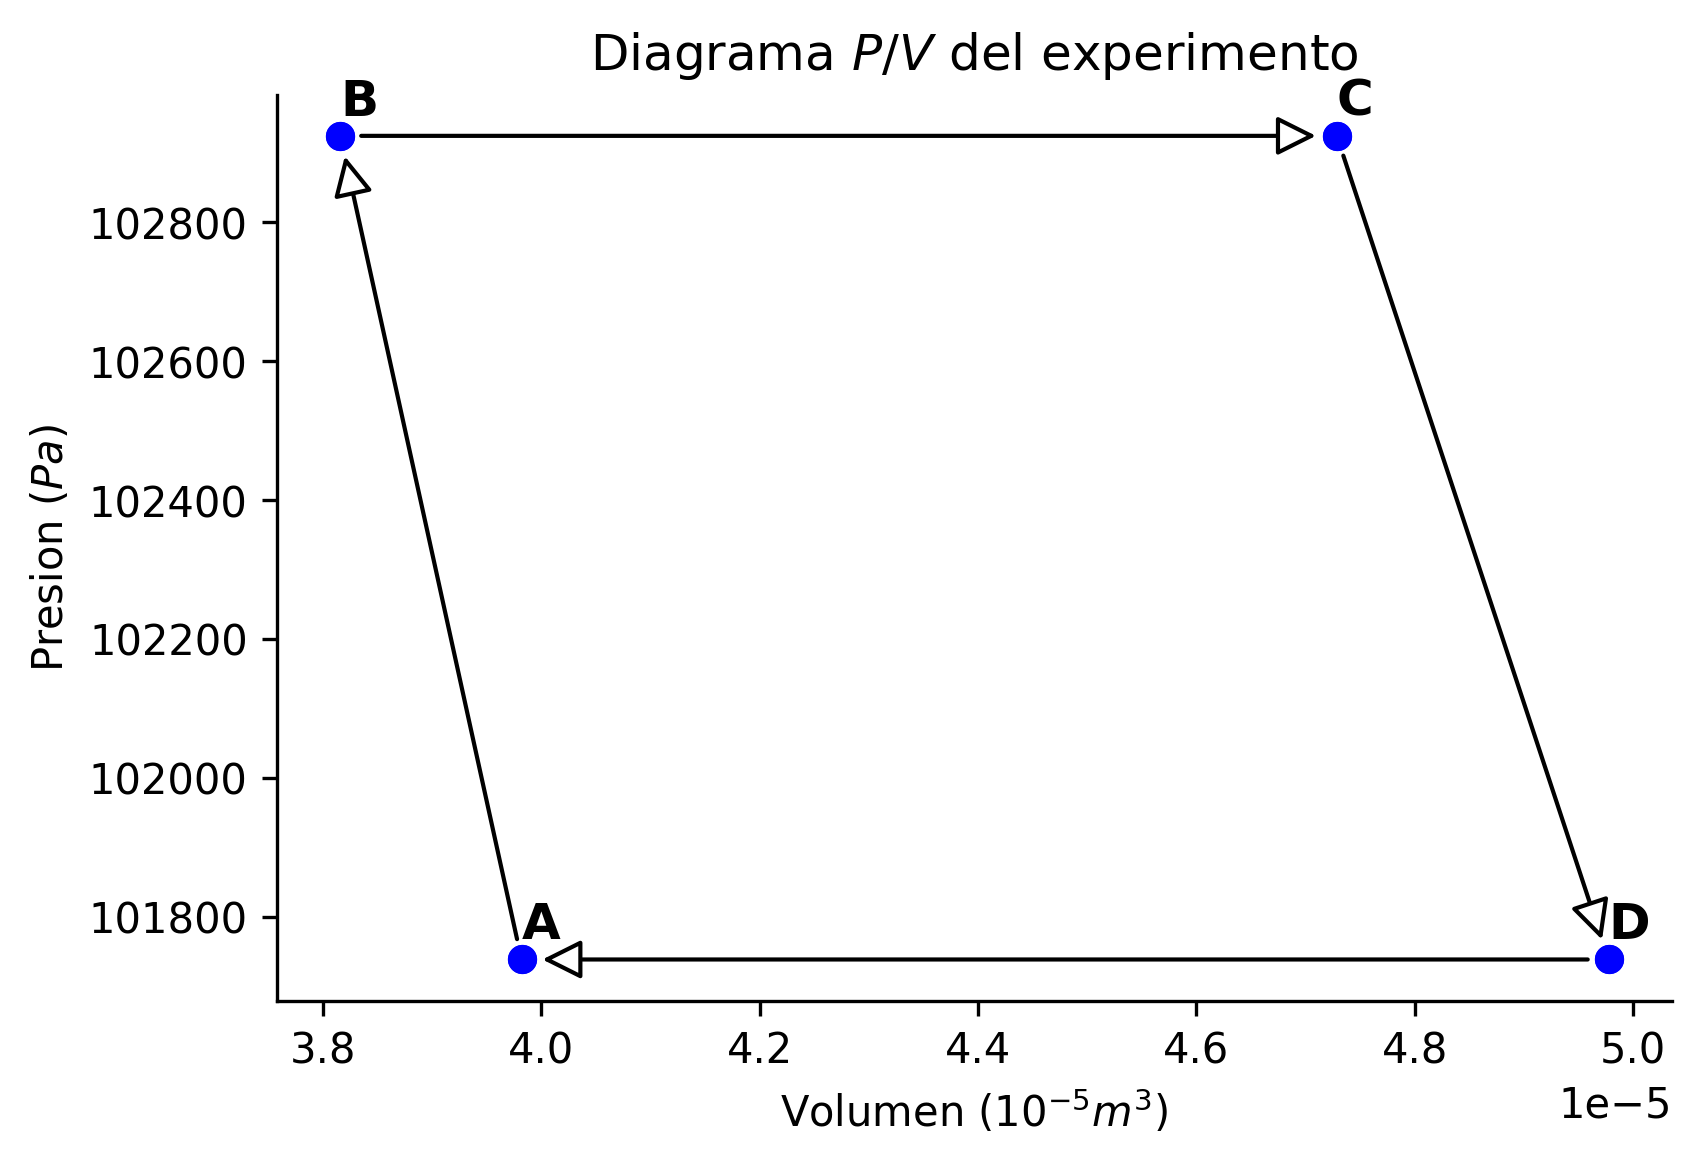 Diagrama P/V del experimento
B
C
102800
102600
102400
102200
102000
101800
Presion (Pa)
A
D
3.8 4.0 4.2 4.4 4.6 4.8 5.0
1e−5
Volumen (10⁻⁵m³)